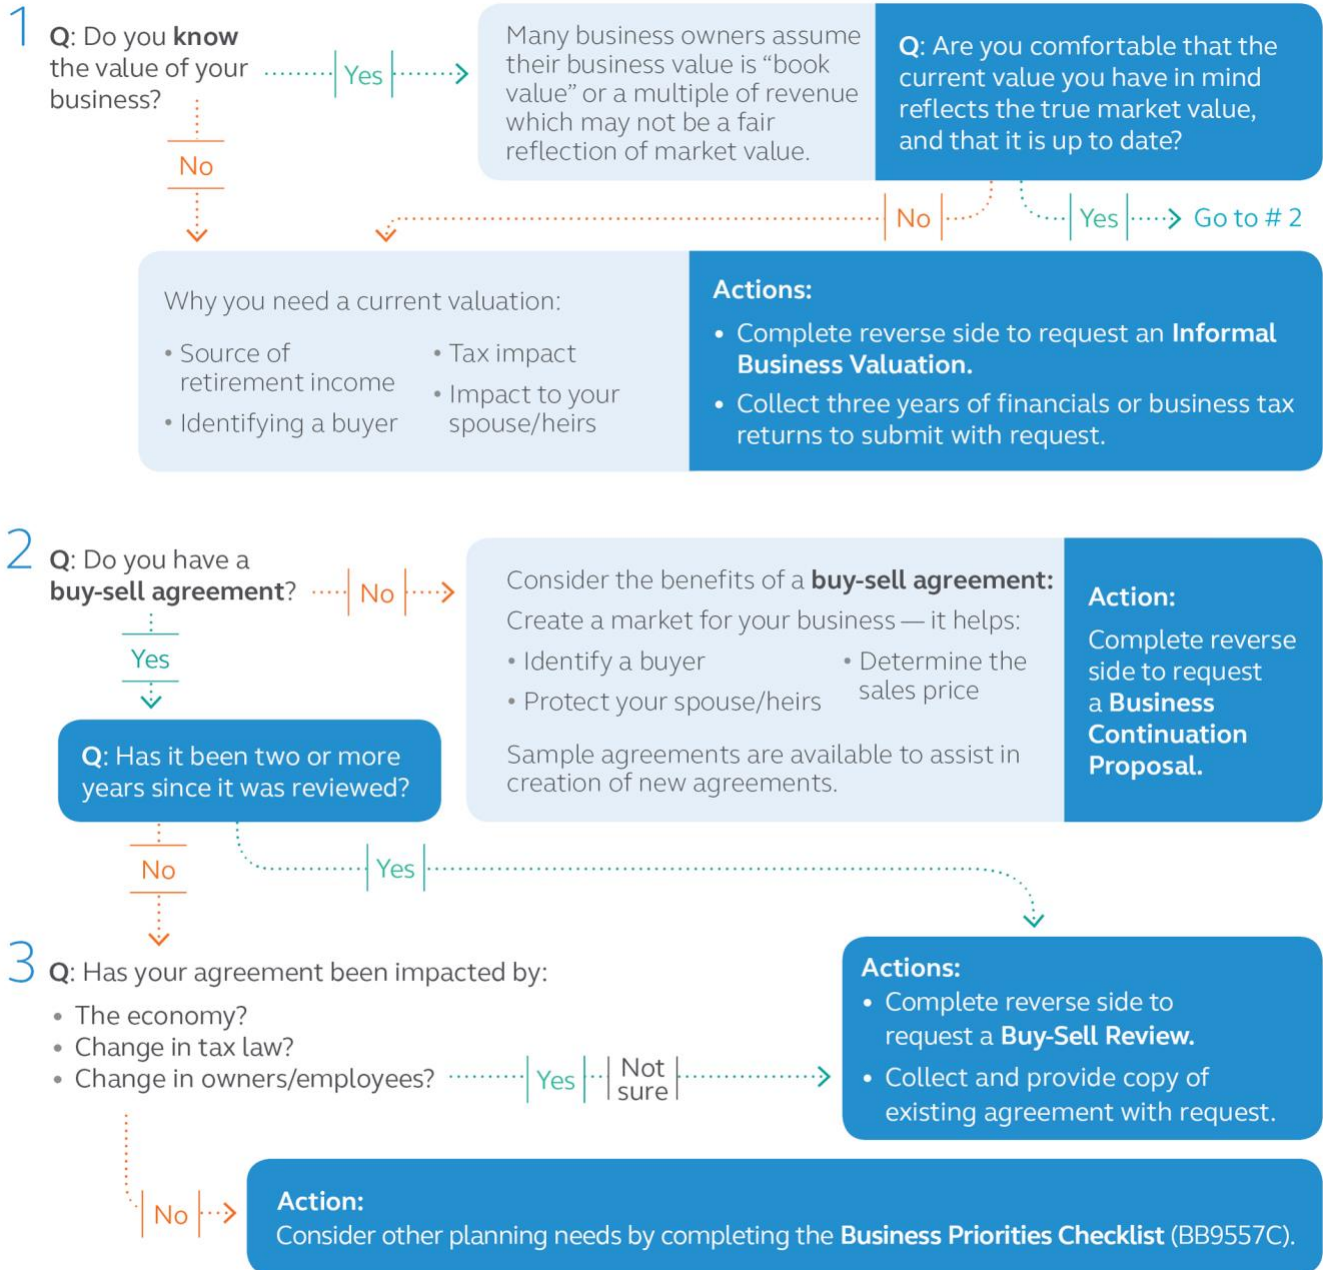 1
Q: Do you know
the value of your
business?
Yes
No
Many business owners assume
their business value is “book
value” or a multiple of revenue
which may not be a fair
reflection of market value.
Q: Are you comfortable that the
current value you have in mind
reflects the true market value,
and that it is up to date?
No
Yes
Go to # 2
Why you need a current valuation:
• Source of
retirement income
• Identifying a buyer
• Tax impact
• Impact to your
spouse/heirs
Actions:
• Complete reverse side to request an Informal
Business Valuation.
• Collect three years of financials or business tax
returns to submit with request.
2
Q: Do you have a
buy-sell agreement?
No
Yes
Consider the benefits of a buy-sell agreement:
Create a market for your business — it helps:
• Identify a buyer
• Protect your spouse/heirs
• Determine the
sales price
Sample agreements are available to assist in
creation of new agreements.
Action:
Complete reverse
side to request
a Business
Continuation
Proposal.
Q: Has it been two or more
years since it was reviewed?
No
Yes
3
Q: Has your agreement been impacted by:
• The economy?
• Change in tax law?
• Change in owners/employees?
Yes
Not
sure
Actions:
• Complete reverse side to
request a Buy-Sell Review.
• Collect and provide copy of
existing agreement with request.
No
Action:
Consider other planning needs by completing the Business Priorities Checklist (BB9557C).